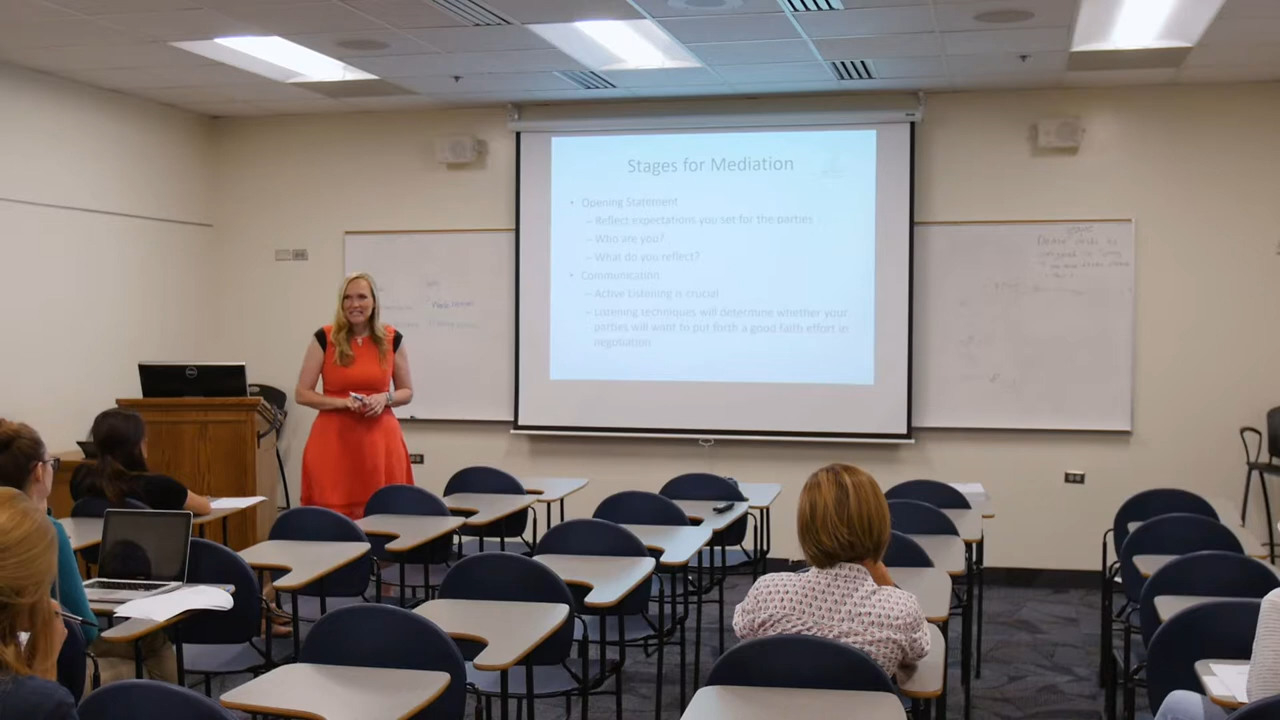 Stages for Mediation
• Opening Statement
– Reflect expectations you set for the parties
– Who are you?
– What do you reflect?
• Communication
– Active Listening is crucial
– Listening techniques will determine whether your
parties will want to put forth a good faith effort in
negotiation
DELL